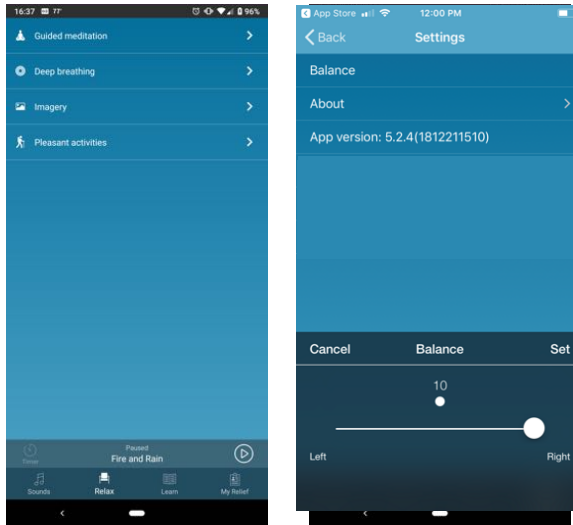 16:37 96%
Guided meditation
Deep breathing
Imagery
Pleasant activities
Paused
Fire and Rain
Timer
Sounds Relax Learn My Relief
App Store 12:00 PM
Back Settings
Balance
About
App version: 5.2.4(1812211510)
Cancel Balance Set
10
Left Right